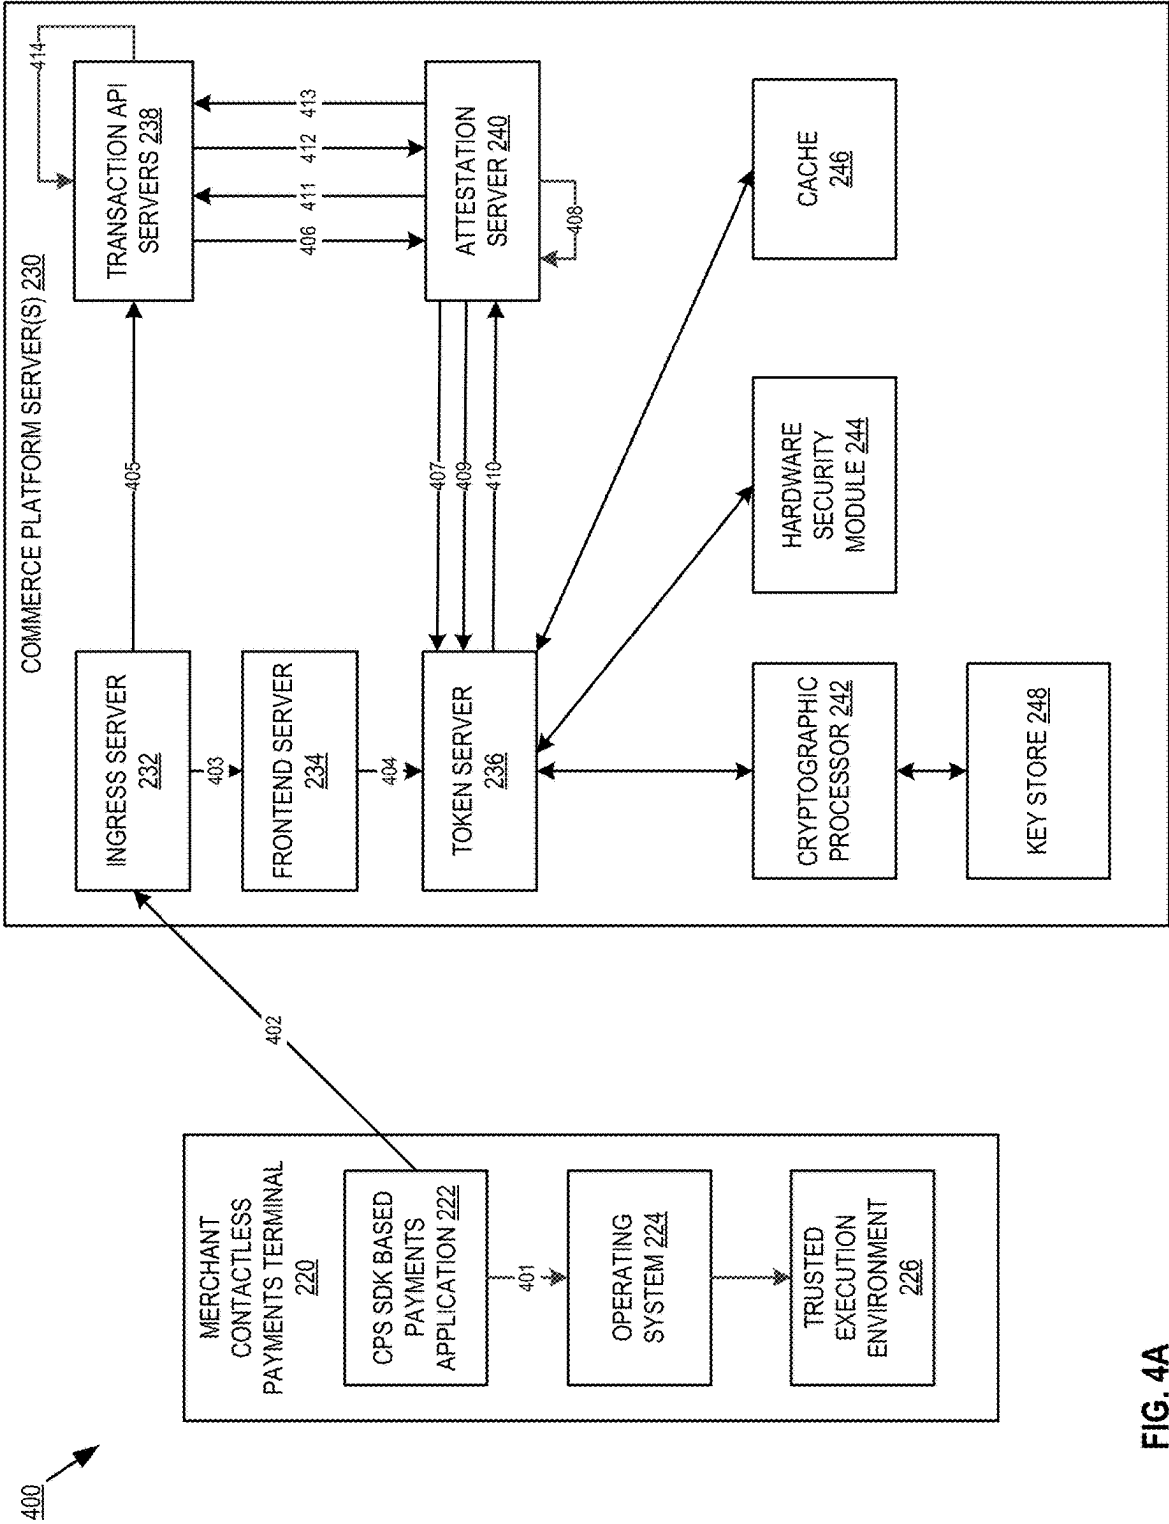 400
MERCHANT
CONTACTLESS
PAYMENTS TERMINAL
220
CPS SDK BASED
PAYMENTS
APPLICATION 222
401
OPERATING
SYSTEM 224
TRUSTED
EXECUTION
ENVIRONMENT
226
402
COMMERCE PLATFORM SERVER(S) 230
INGRESS SERVER
232
403
FRONTEND SERVER
234
404
TOKEN SERVER
236
405
407
409
410
TRANSACTION API
SERVERS 238
414
406
411
412
413
ATTESTATION
SERVER 240
408
CRYPTOGRAPHIC
PROCESSOR 242
KEY STORE 248
HARDWARE
SECURITY
MODULE 244
CACHE
246
FIG. 4A